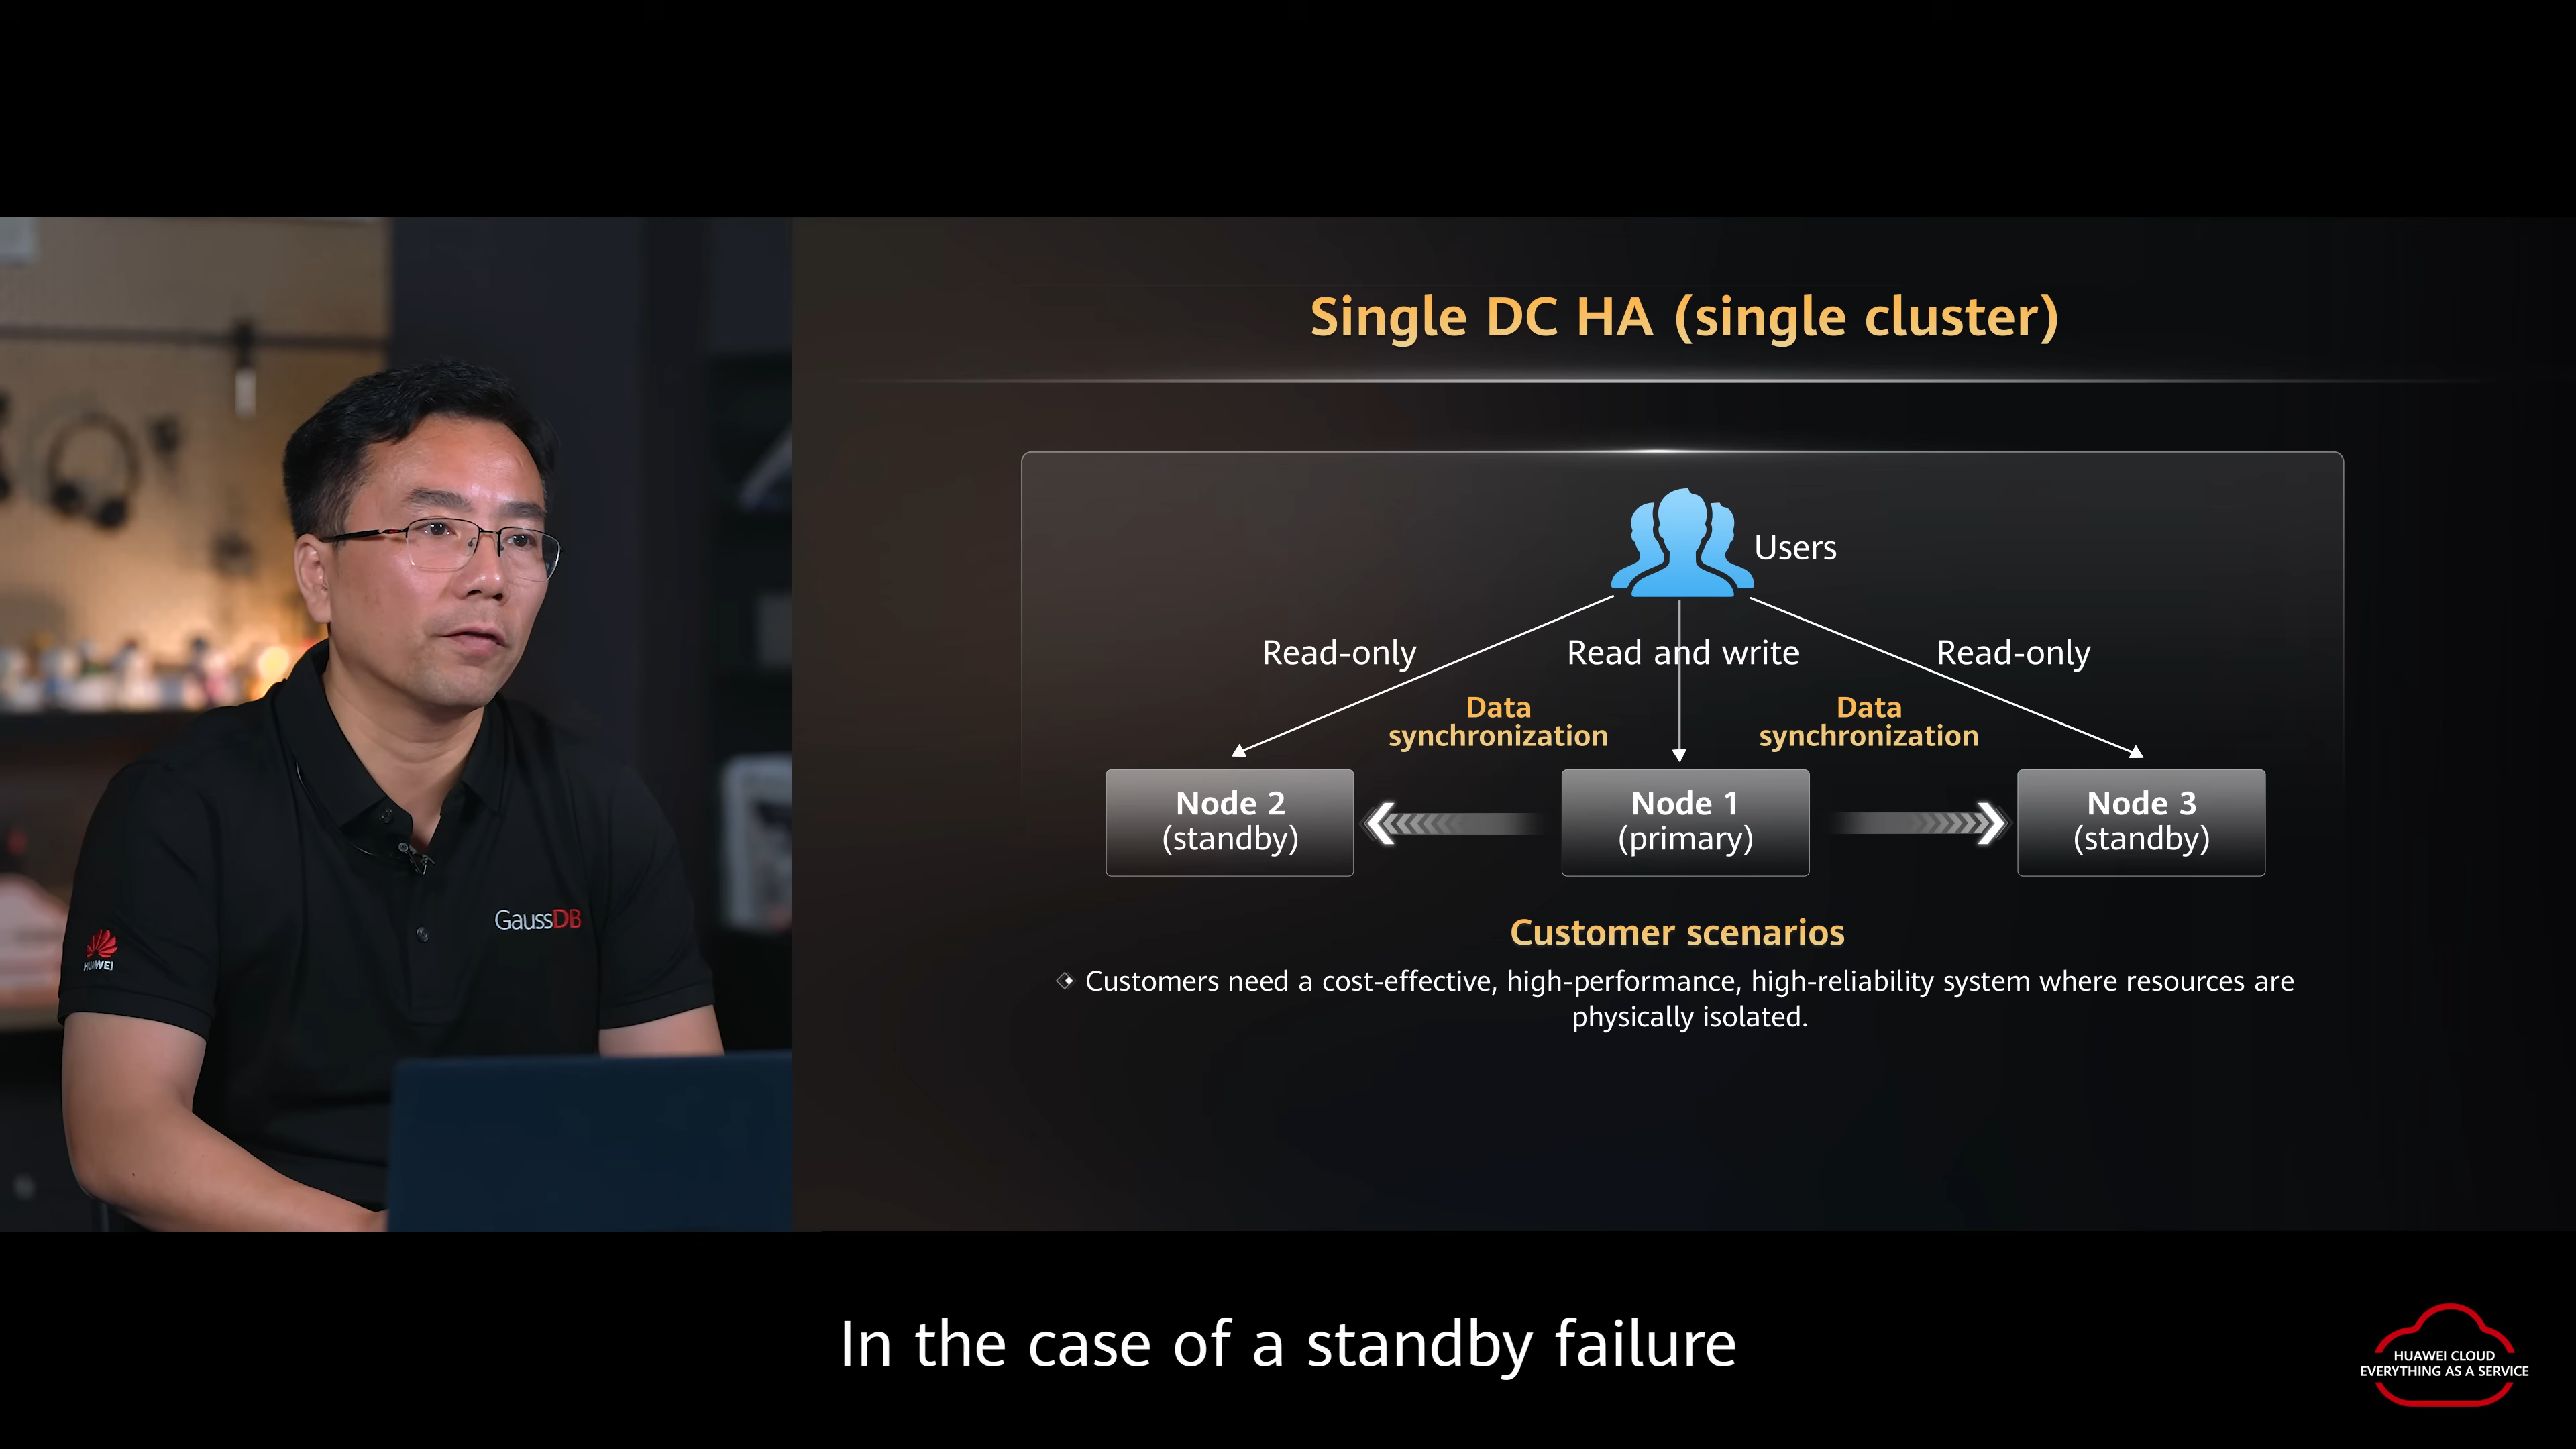 Single DC HA (single cluster)
Users
Read-only
Read and write
Read-only
Data
synchronization
Data
synchronization
Node 2
(standby)
Node 1
(primary)
Node 3
(standby)
GaussDB
HUAWEI
Customer scenarios
Customers need a cost-effective, high-performance, high-reliability system where resources are
physically isolated.
In the case of a standby failure
HUAWEI CLOUD
EVERYTHING AS A SERVICE